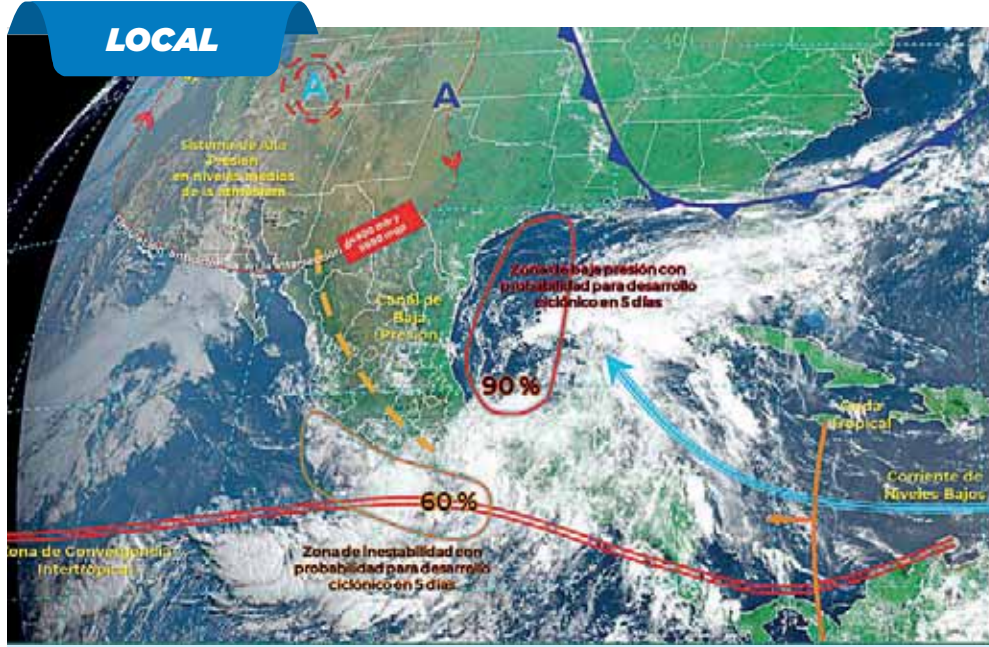 LOCAL
40
A
A
Sistema de Alta
Presión
en niveles medios
de la atmósfera
Canal de
Baja
Presión
Zona de baja presión con
probabilidad para desarrollo
ciclónico en 5 días
90 %
Onda
Tropical
Corriente de
Niveles Bajos
60 %
Zona de Convergencia
Intertropical
Zona de Inestabilidad con
probabilidad para desarrollo
ciclónico en 5 días